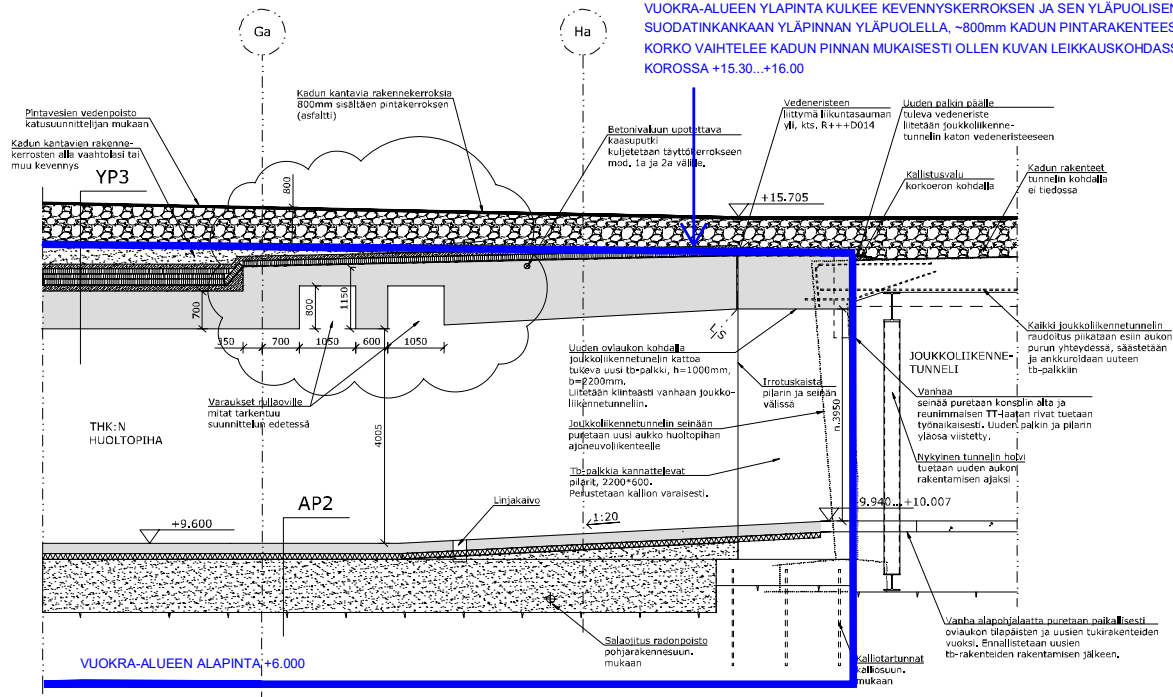 VUOKRA-ALUEEN YLÄPINTA KULKEE KEVENNYSKERROKSEN JA SEN YLÄPUOLISEN
SUODATINKANKAAN YLÄPINNAN YLÄPUOLELLA, ~800mm KADUN PINTARAKENTEES
KORKO VAIHTELEE KADUN PINNAN MUKAISESTI OLLEN KUVAN LEIKKAUSKOHDASS
KOROSSA +15.30...+16.00
Ga
Ha
Pintavesien vedenpoisto
katusuunnittelijan mukaan
Kadun kantavien rakenne-
kerrosten alla vaahtolasi tai
muu kevennys
YP3
Kadun kantavia rakennekerroksia
800mm sisältäen pintakerroksen
(asfaltti)
Betonivaluun upotettava
kaasuputki
kuljetetaan täyttökerrokseen
mod. 1a ja 2a välille.
Vedeneristeen
liittymä liikuntasauman
yli, kts. R+++D014
Uuden palkin päälle
tuleva vedeneriste
liitetään joukkoliikenne-
tunnelin katon vedeneristeeseen
Kallistusvalu
korkoeron kohdalla
Kadun rakenteet
tunnelin kohdalla
ei tiedossa
800
+15.705
700
800
1150
350
700
1050
600
1050
Varaukset rullaoville
mitat tarkentuu
suunnittelun edetessä
THK:N
HUOLTOPIHA
4005
Uuden oviaukon kohdalla
joukkoliikennetunelin kattoa
tukeva uusi tb-palkki, h=1000mm,
b=2200mm.
Liitetään kiinteästi vanhaan joukko-
liikennetunneliin.
Joukkoliikennetunnelin seinään
puretaan uusi aukko huoltopihan
ajoneuvoliikenteelle
Tb-palkkia kannattelevat
pilarit, 2200*600.
Perustetaan kallion varaisesti.
LS
Irrotuskaista
pilarin ja seinän
välissä
n.3950
JOUKKOLIIKENNE-
TUNNELI
Kaikki joukkoliikennetunnelin
raudoitus piikataan esiin aukon
purun yhteydessä, säästetään
ja ankkuroidaan uuteen
tb-palkkiin
Vanhaa
seinää puretaan konsolin alta ja
reunimmaisen TT-laatan rivat tuetaan
työnaikaisesti. Uuden palkin ja pilarin
yläosa viistetty.
Nykyinen tunnelin holvi
tuetaan uuden aukon
rakentamisen ajaksi
+9.600
AP2
Linjakaivo
1:20
9.940...+10.007
Salaojitus radonpoisto
pohjarakennesuun.
mukaan
Kalliotartunnat
kalliosuun.
mukaan
Vanha alapohjalaatta puretaan paikallisesti
oviaukon tilapäisten ja uusien tukirakenteiden
vuoksi. Ennallistetaan uusien
tb-rakenteiden rakentamisen jälkeen.
VUOKRA-ALUEEN ALAPINTA +6.000